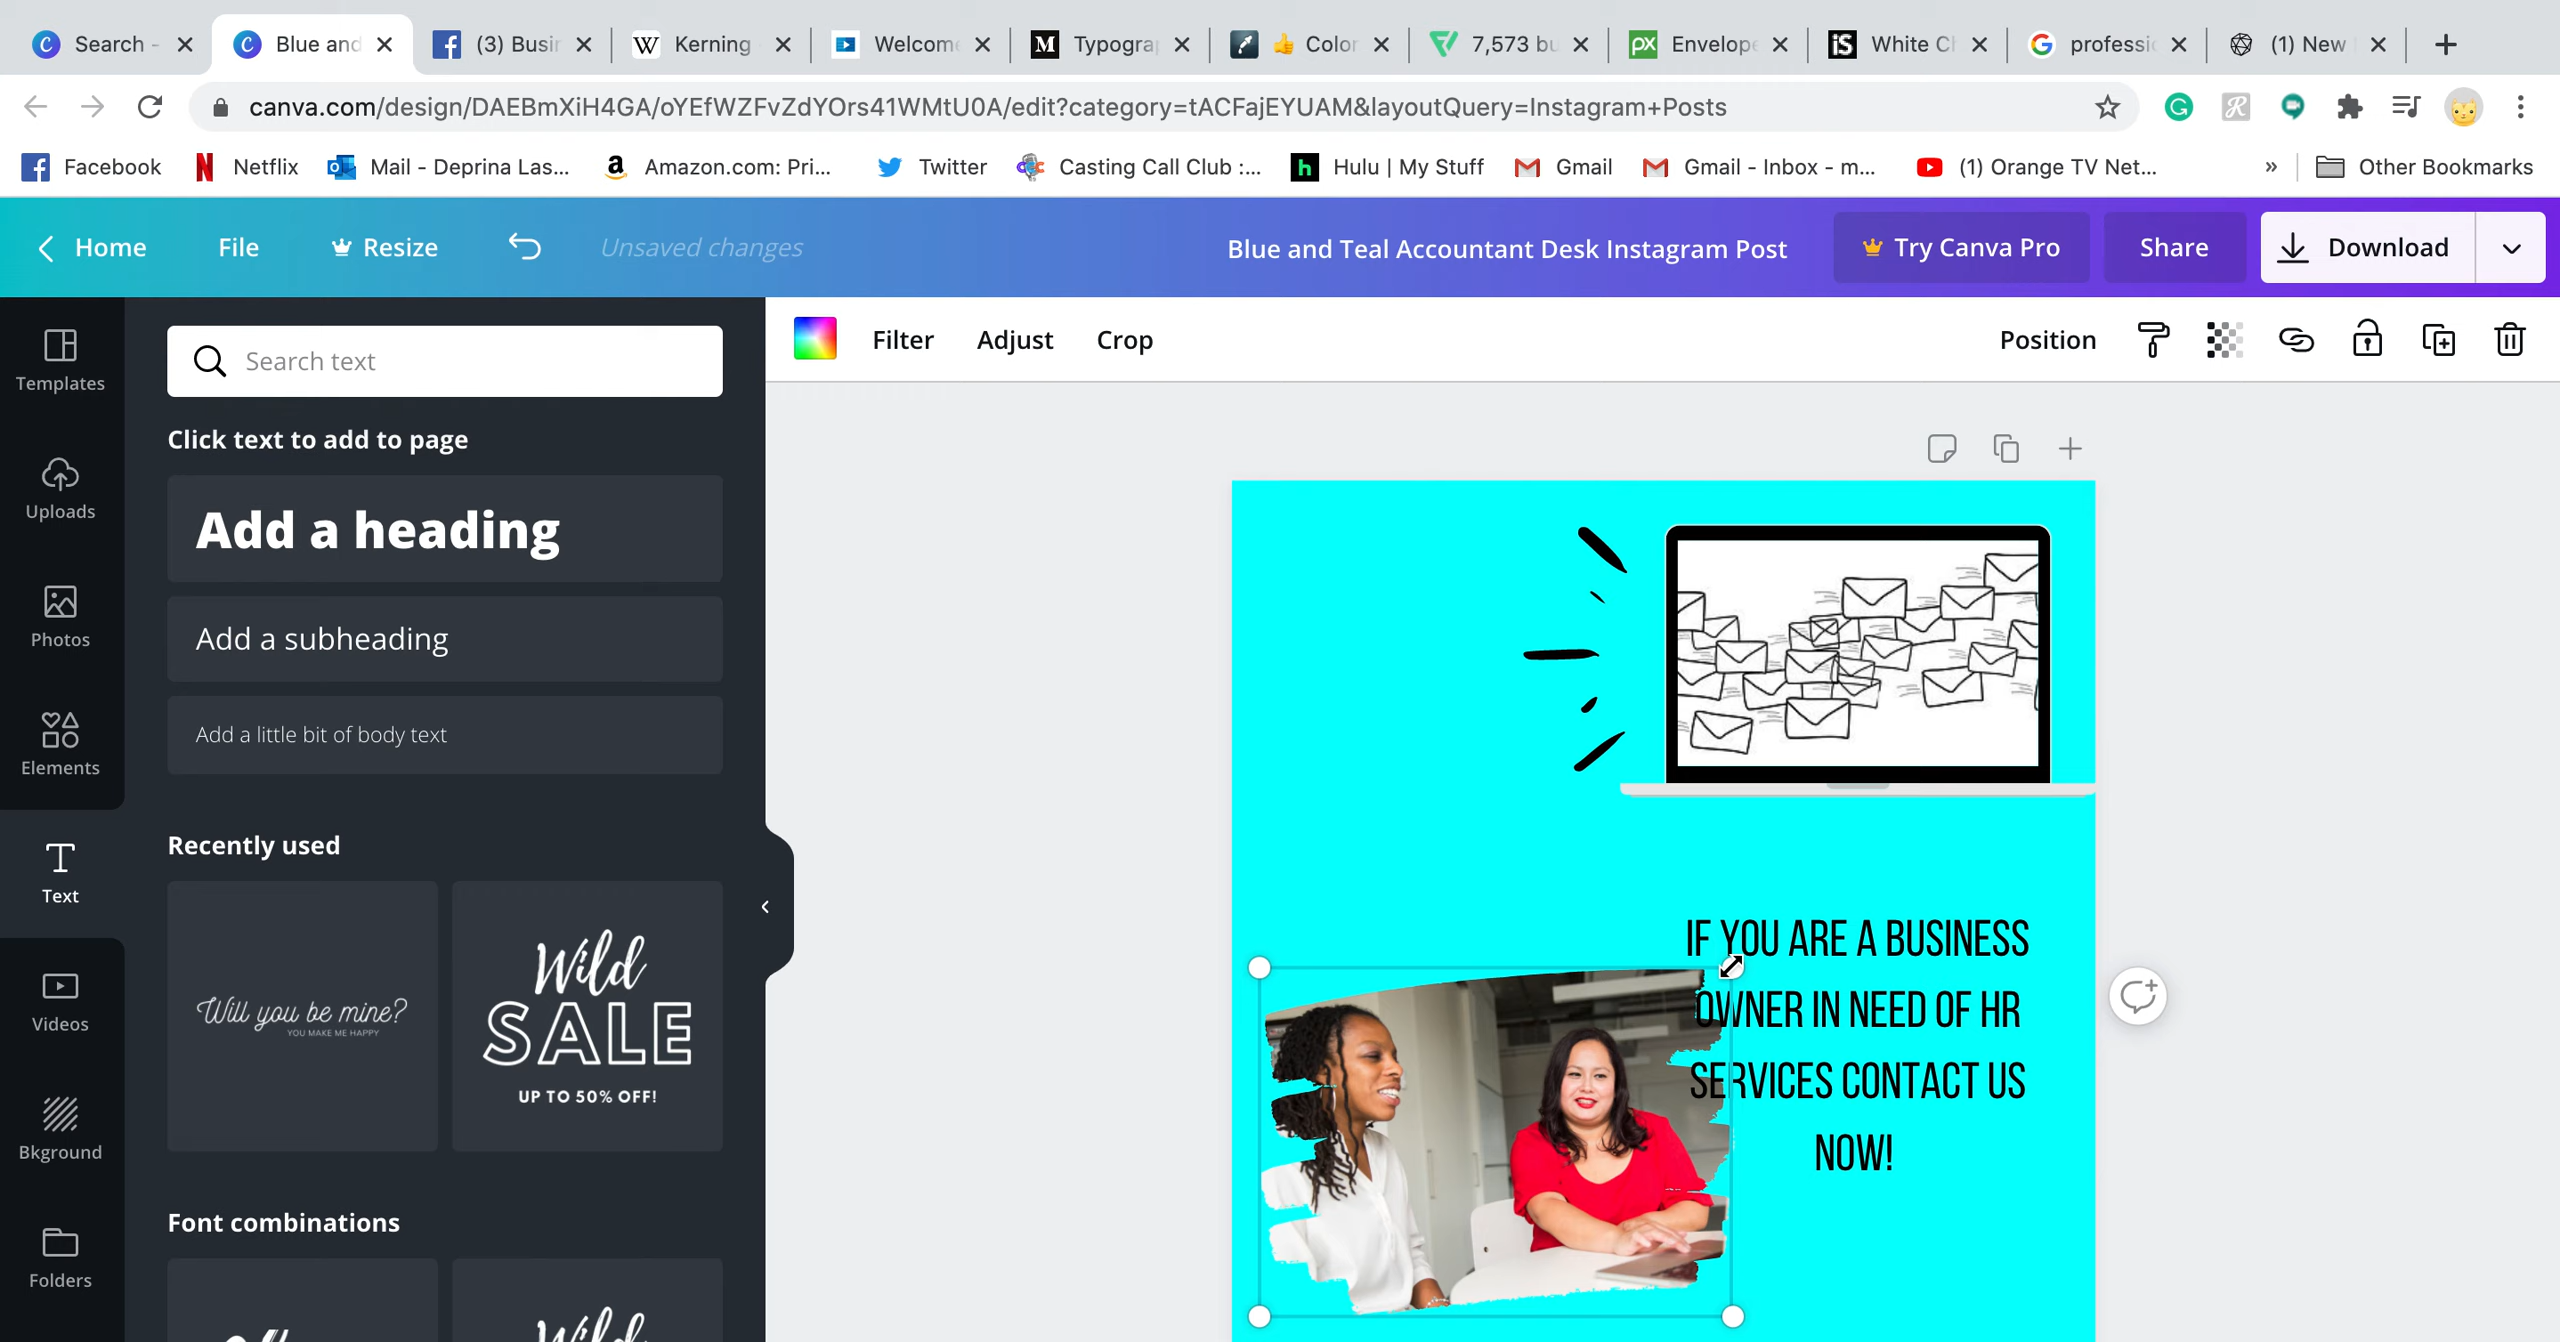 Search -
Blue and
(3) Busin
Kerning
Welcome
Typogra
👍 Color
7,573 bu
Envelope
White Ch
professi
(1) New
canva.com/design/DAEBmXiH4GA/oYEfWZFvZdYOrs41WMtU0A/edit?category=tACFajEYUAM&layoutQuery=Instagram+Posts
Facebook
Netflix
Mail - Deprina Las...
Amazon.com: Pri...
Twitter
Casting Call Club :...
Hulu | My Stuff
Gmail
Gmail - Inbox - m...
(1) Orange TV Net...
»
Other Bookmarks
Home
File
Resize
Unsaved changes
Blue and Teal Accountant Desk Instagram Post
Try Canva Pro
Share
Download
Filter
Adjust
Crop
Position
Templates
Uploads
Photos
Elements
Text
Videos
Bkground
Folders
Search text
Click text to add to page
Add a heading
Add a subheading
Add a little bit of body text
Recently used
Will you be mine?
YOU MAKE ME HAPPY
Wild
SALE
UP TO 50% OFF!
Font combinations
Wild
IF YOU ARE A BUSINESS
OWNER IN NEED OF HR
SERVICES CONTACT US
NOW!